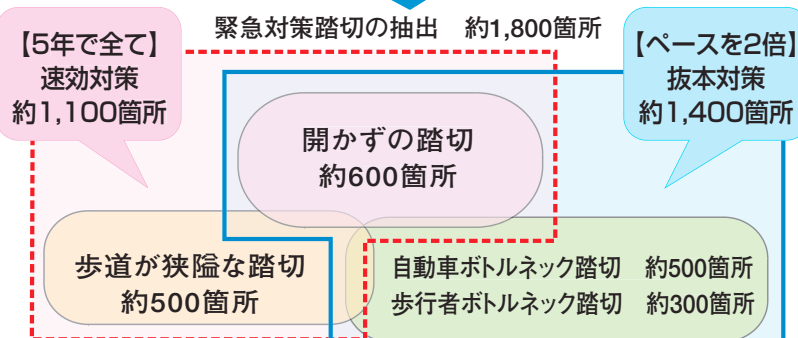 緊急対策踏切の抽出 約1,800箇所
【5年で全て】
速効対策
約1,100箇所
【ペースを2倍】
抜本対策
約1,400箇所
開かずの踏切
約600箇所
歩道が狭隘な踏切
約500箇所
自動車ボトルネック踏切 約500箇所
歩行者ボトルネック踏切 約300箇所